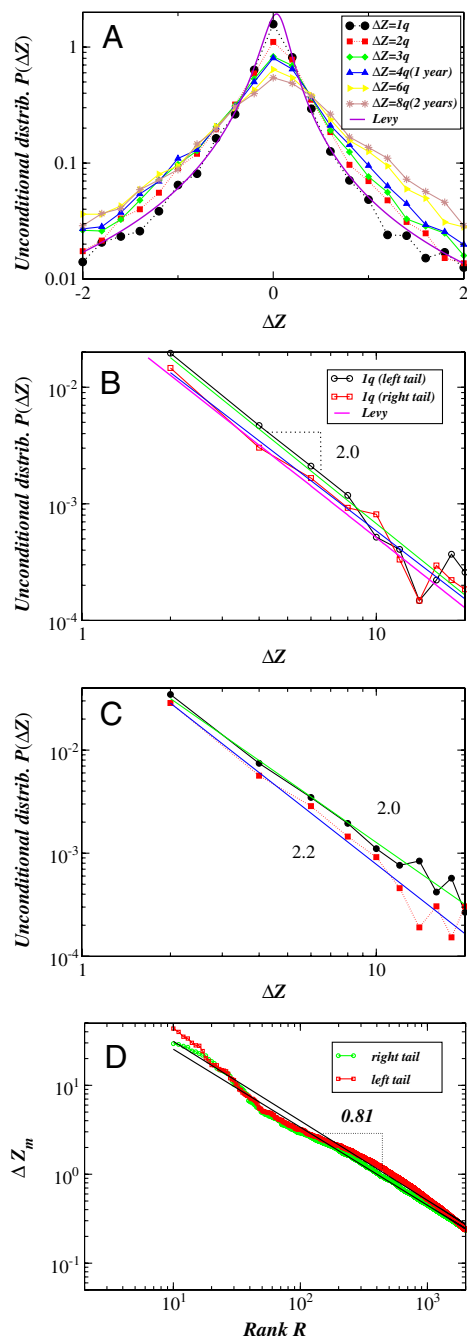 A
ΔZ=1q
ΔZ=2q
ΔZ=3q
ΔZ=4q(1 year)
ΔZ=6q
ΔZ=8q(2 years)
Levy
Unconditional distrib. P(ΔZ)
1
0.1
0.01
-2
-1
0
1
2
ΔZ
B
1q (left tail)
1q (right tail)
Levy
2.0
Unconditional distrib. P(ΔZ)
10^-2
10^-3
10^-4
1
10
ΔZ
C
2.0
2.2
Unconditional distrib. P(ΔZ)
10^-2
10^-3
10^-4
1
10
ΔZ
D
right tail
left tail
0.81
Δ Z_m
10^1
10^0
10^-1
10^1
10^2
10^3
Rank R